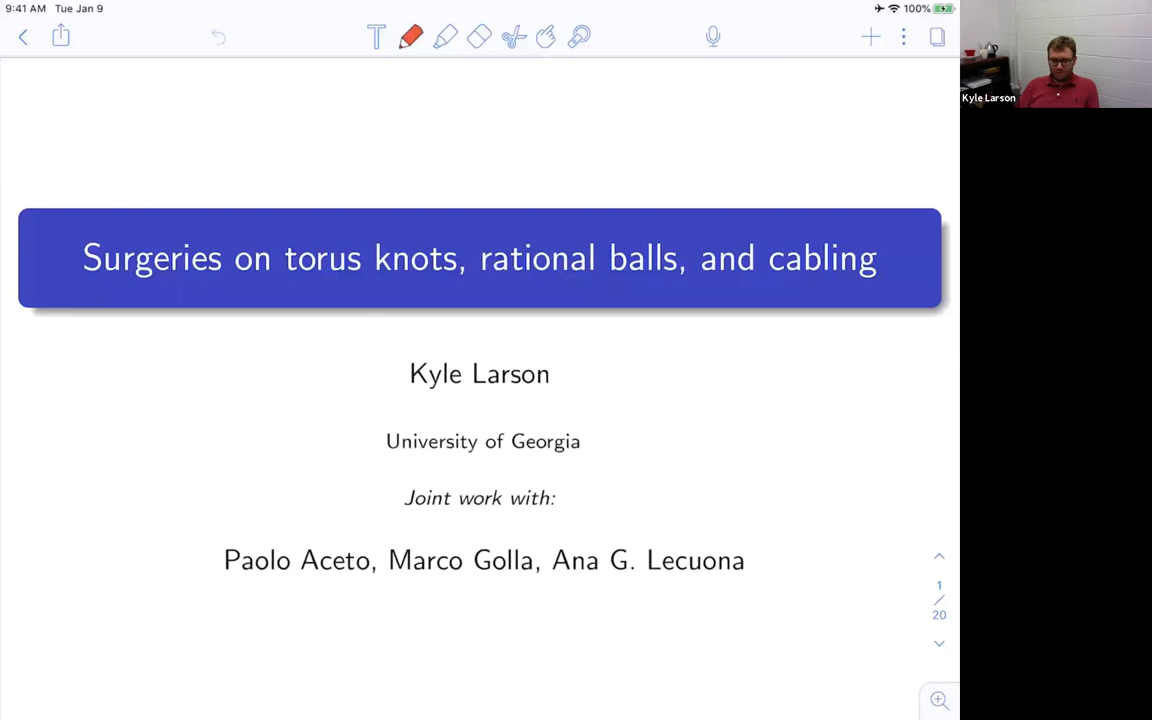 9:41 AM Tue Jan 9
100%
T
Kyle Larson
Surgeries on torus knots, rational balls, and cabling
Kyle Larson
University of Georgia
Joint work with:
Paolo Aceto, Marco Golla, Ana G. Lecuona
1
/
20